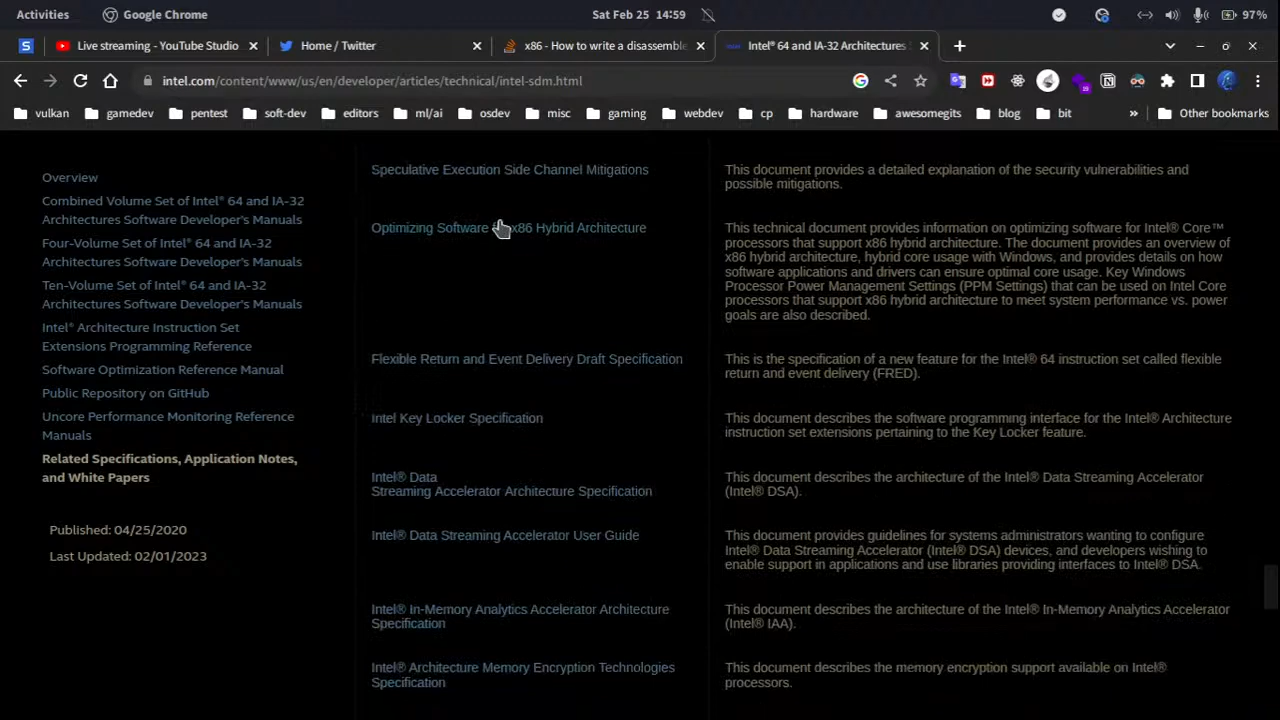 Activities
Google Chrome
Sat Feb 25 14:59
97%
S
Live streaming - YouTube Studio
Home / Twitter
x86 - How to write a disassemble
Intel® 64 and IA-32 Architectures
intel.com/content/www/us/en/developer/articles/technical/intel-sdm.html
vulkan
gamedev
pentest
soft-dev
editors
ml/ai
osdev
misc
gaming
webdev
cp
hardware
awesomegits
blog
bit
»
Other bookmarks
Overview
Combined Volume Set of Intel® 64 and IA-32
Architectures Software Developer's Manuals
Four-Volume Set of Intel® 64 and IA-32
Architectures Software Developer's Manuals
Ten-Volume Set of Intel® 64 and IA-32
Architectures Software Developer's Manuals
Intel® Architecture Instruction Set
Extensions Programming Reference
Software Optimization Reference Manual
Public Repository on GitHub
Uncore Performance Monitoring Reference
Manuals
Related Specifications, Application Notes,
and White Papers
Published: 04/25/2020
Last Updated: 02/01/2023
Speculative Execution Side Channel Mitigations
This document provides a detailed explanation of the security vulnerabilities and
possible mitigations.
Optimizing Software x86 Hybrid Architecture
This technical document provides information on optimizing software for Intel® Core™
processors that support x86 hybrid architecture. The document provides an overview of
x86 hybrid architecture, hybrid core usage with Windows, and provides details on how
software applications and drivers can ensure optimal core usage. Key Windows
Processor Power Management Settings (PPM Settings) that can be used on Intel Core
processors that support x86 hybrid architecture to meet system performance vs. power
goals are also described.
Flexible Return and Event Delivery Draft Specification
This is the specification of a new feature for the Intel® 64 instruction set called flexible
return and event delivery (FRED).
Intel Key Locker Specification
This document describes the software programming interface for the Intel® Architecture
instruction set extensions pertaining to the Key Locker feature.
Intel® Data
Streaming Accelerator Architecture Specification
This document describes the architecture of the Intel® Data Streaming Accelerator
(Intel® DSA).
Intel® Data Streaming Accelerator User Guide
This document provides guidelines for systems administrators wanting to configure
Intel® Data Streaming Accelerator (Intel® DSA) devices, and developers wishing to
enable support in applications and use libraries providing interfaces to Intel® DSA.
Intel® In-Memory Analytics Accelerator Architecture
Specification
This document describes the architecture of the Intel® In-Memory Analytics Accelerator
(Intel® IAA).
Intel® Architecture Memory Encryption Technologies
Specification
This document describes the memory encryption support available on Intel®
processors.